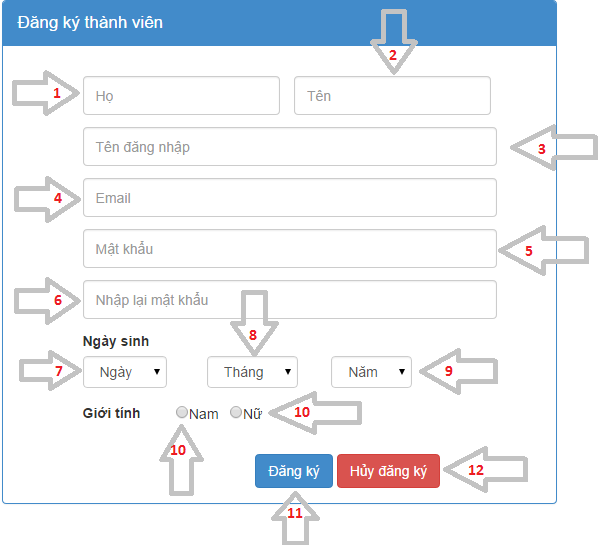 Đăng ký thành viên
2
1 Họ Tên
Tên đăng nhập 3
4 Email
Mật khẩu 5
6 Nhập lại mật khẩu
Ngày sinh 8
7 Ngày Tháng Năm 9
Giới tính Nam Nữ 10
10
Đăng ký Hủy đăng ký 12
11